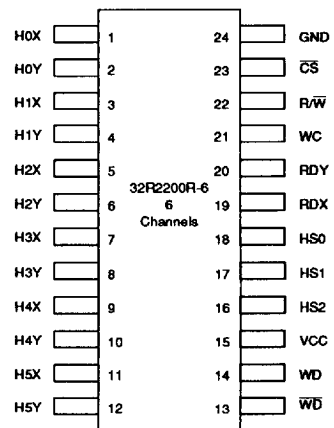 H0X 1 24 GND
H0Y 2 23 C̅S̅
H1X 3 22 R/W̅
H1Y 4 21 WC
H2X 5 20 RDY
32R2200R-6
H2Y 6 6 19 RDX
Channels
H3X 7 18 HS0
H3Y 8 17 HS1
H4X 9 16 HS2
H4Y 10 15 VCC
H5X 11 14 WD
H5Y 12 13 W̅D̅